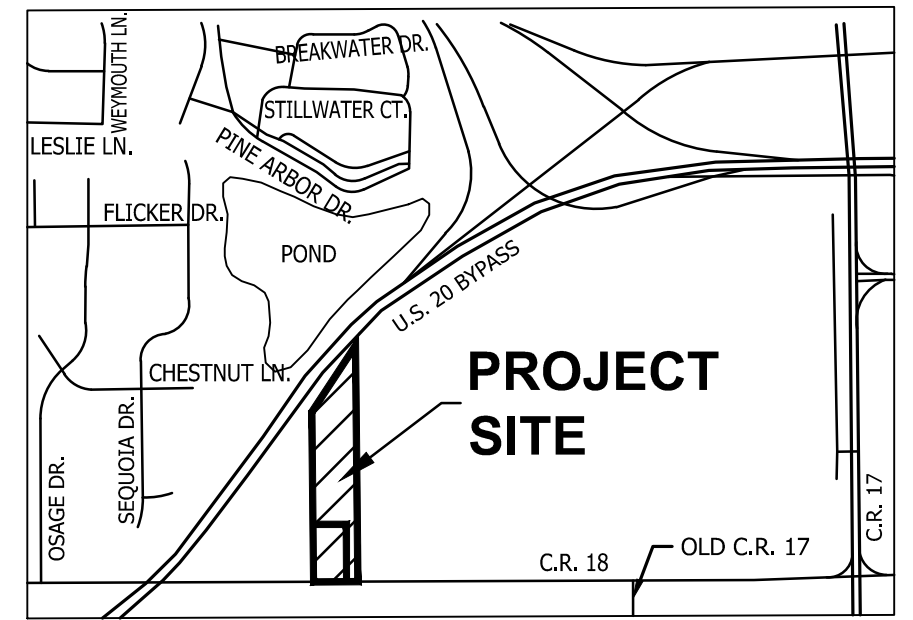 WEYMOUTH LN.
BREAKWATER DR.
STILLWATER CT.
LESLIE LN.
PINE ARBOR DR.
FLICKER DR.
POND
U.S. 20 BYPASS
CHESTNUT LN.
PROJECT
SITE
OSAGE DR.
SEQUOIA DR.
C.R. 17
C.R. 18
OLD C.R. 17